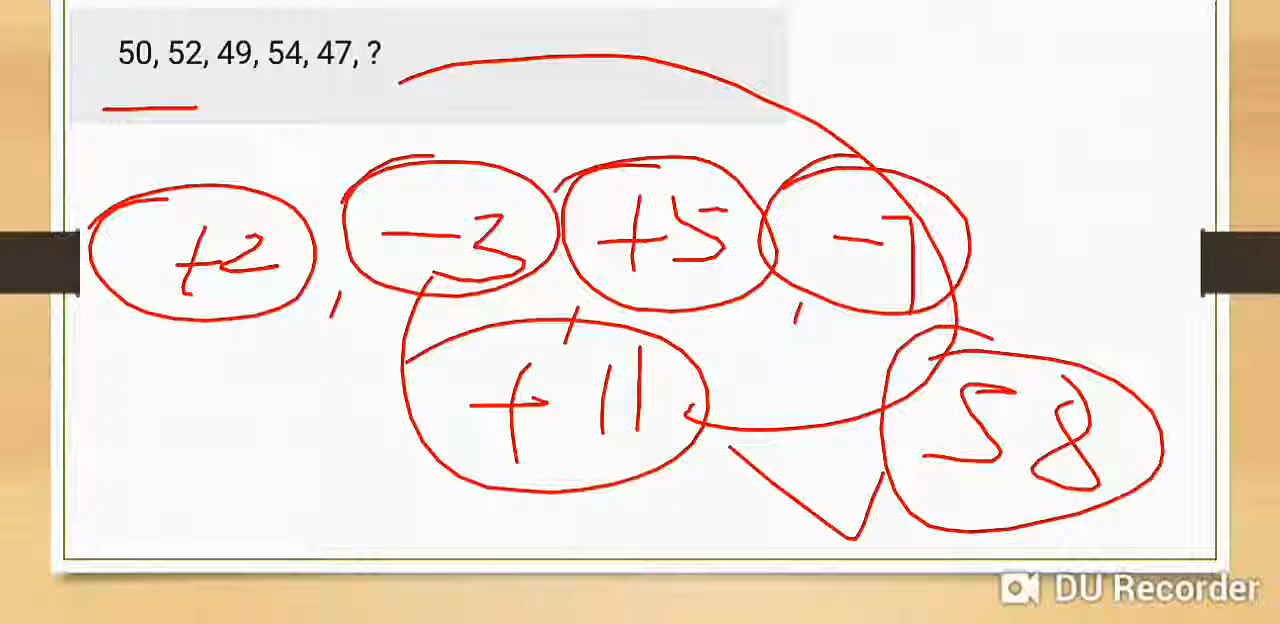 50, 52, 49, 54, 47, ?
+2, -3, +5, -7
+11
58
DU Recorder